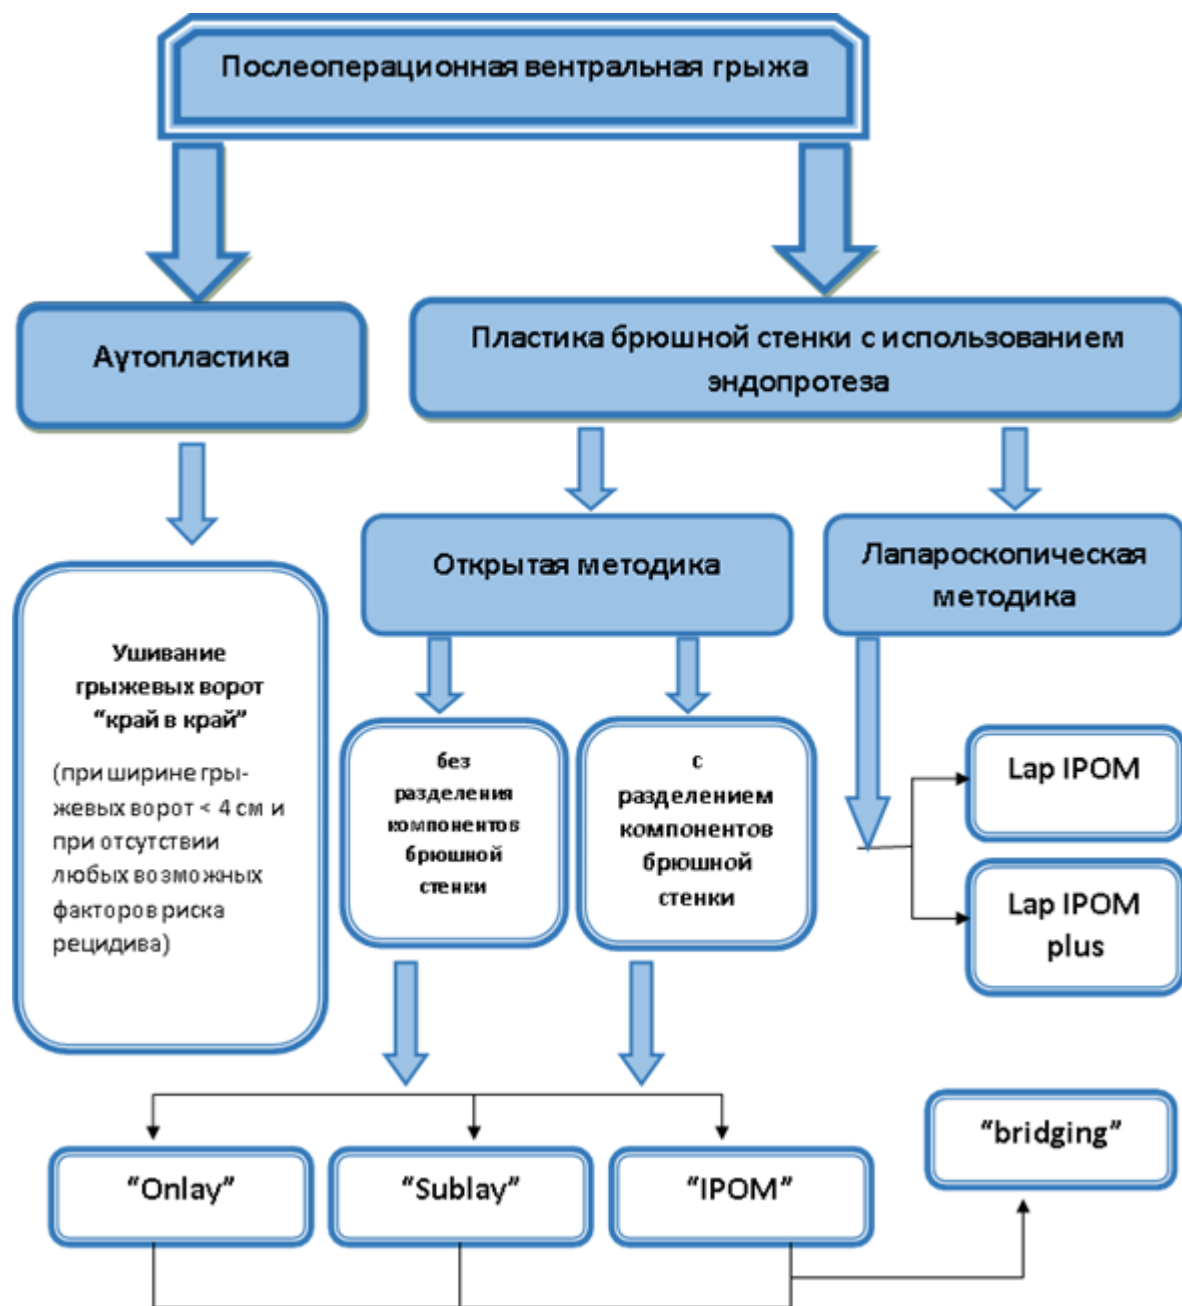 Послеоперационная вентральная грыжа
Аутопластика
Пластика брюшной стенки с использованием
эндопротеза
Открытая методика
Лапароскопическая
методика
Ушивание
грыжевых ворот
“край в край”
(при ширине гры-
жевых ворот < 4 см и
при отсутствии
любых возможных
факторов риска
рецидива)
без
разделения
компонентов
брюшной
стенки
с
разделением
компонентов
брюшной
стенки
Lap IPOM
Lap IPOM
plus
“Onlay”
“Sublay”
“IPOM”
“bridging”